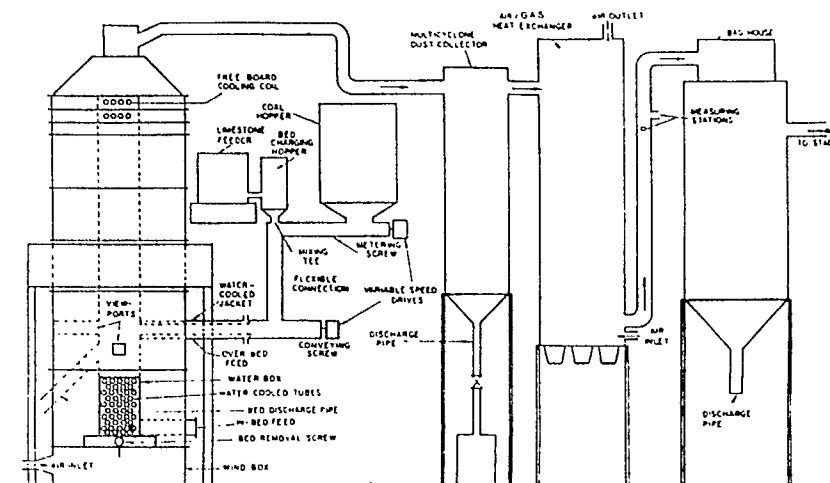 AIR / GAS
HEAT EXCHANGER
AIR OUTLET
MULTICYCLONE
DUST COLLECTOR
BAG HOUSE
FREE BOARD
COOLING COIL
COAL
HOPPER
LIMESTONE
FEEDER
BED
CHARGING
HOPPER
MEASURING
STATIONS
TO
MIXING
TEE
METERING
SCREW
FLEXIBLE
CONNECTION
VARIABLE SPEED
DRIVES
WATER-
COOLED
JACKET
VIEW-
PORTS
OVER BED
FEED
CONVEYING
SCREW
DISCHARGE
PIPE
AIR
INLET
WATER BOX
WATER COOLED TUBES
BED DISCHARGE PIPE
IN-BED FEED
BED REMOVAL SCREW
AIR INLET
WIND BOX
DISCHARGE
PIPE